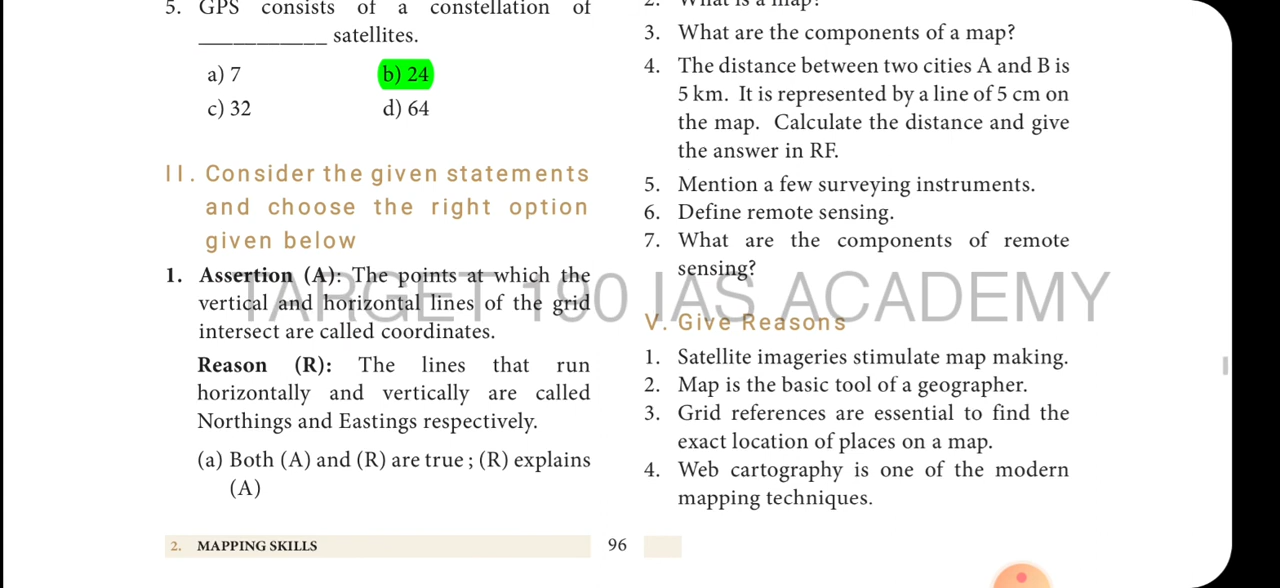 5. GPS consists of a constellation of
____________ satellites.
a) 7 b) 24
c) 32 d) 64
II. Consider the given statements
and choose the right option
given below
1. Assertion (A): The points at which the
vertical and horizontal lines of the grid
intersect are called coordinates.
Reason (R): The lines that run
horizontally and vertically are called
Northings and Eastings respectively.
(a) Both (A) and (R) are true ; (R) explains
(A)
2. What is a map?
3. What are the components of a map?
4. The distance between two cities A and B is
5 km. It is represented by a line of 5 cm on
the map. Calculate the distance and give
the answer in RF.
5. Mention a few surveying instruments.
6. Define remote sensing.
7. What are the components of remote
sensing?
V. Give Reasons
1. Satellite imageries stimulate map making.
2. Map is the basic tool of a geographer.
3. Grid references are essential to find the
exact location of places on a map.
4. Web cartography is one of the modern
mapping techniques.
TARGET 190 IAS ACADEMY
2. MAPPING SKILLS
96